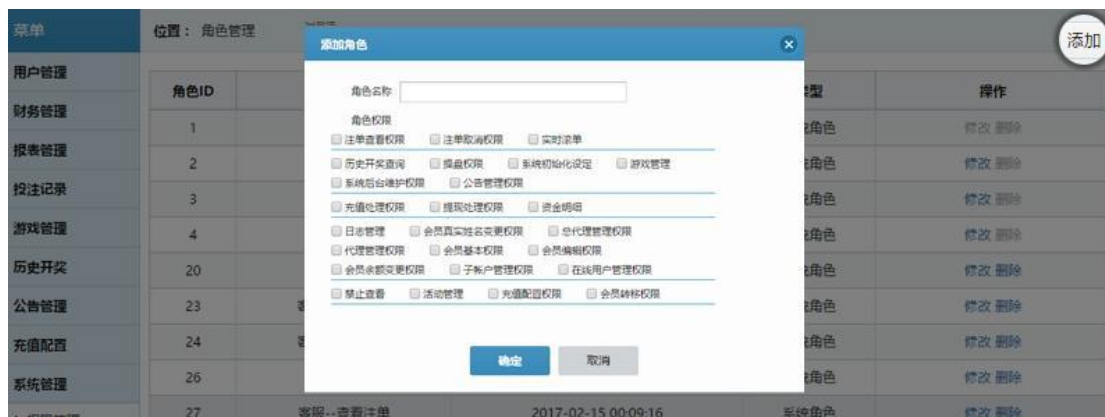 菜单
位置： 角色管理
添加
用户管理
财务管理
报表管理
投注记录
游戏管理
历史开奖
公告管理
充值配置
系统管理
添加角色
角色名称
角色权限
注单查看权限 注单取消权限 实时滚单
历史开奖查询 操盘权限 系统初始化设定 游戏管理
系统后台维护权限 公告管理权限
充值处理权限 提现处理权限 资金明细
日志管理 会员真实姓名变更权限 总代理管理权限
代理管理权限 会员基本权限 会员编辑权限
会员余额变更权限 子帐户管理权限 在线用户管理权限
禁止查看 活动管理 充值配置权限 会员转移权限
确定 取消
角色ID 型 操作
1 角色 修改 删除
2 角色 修改 删除
3 角色 修改 删除
4 角色 修改 删除
20 角色 修改 删除
23 角色 修改 删除
24 角色 修改 删除
26 角色 修改 删除
27 客服--查看注单 2017-02-15 00:09:16 系统角色 修改 删除